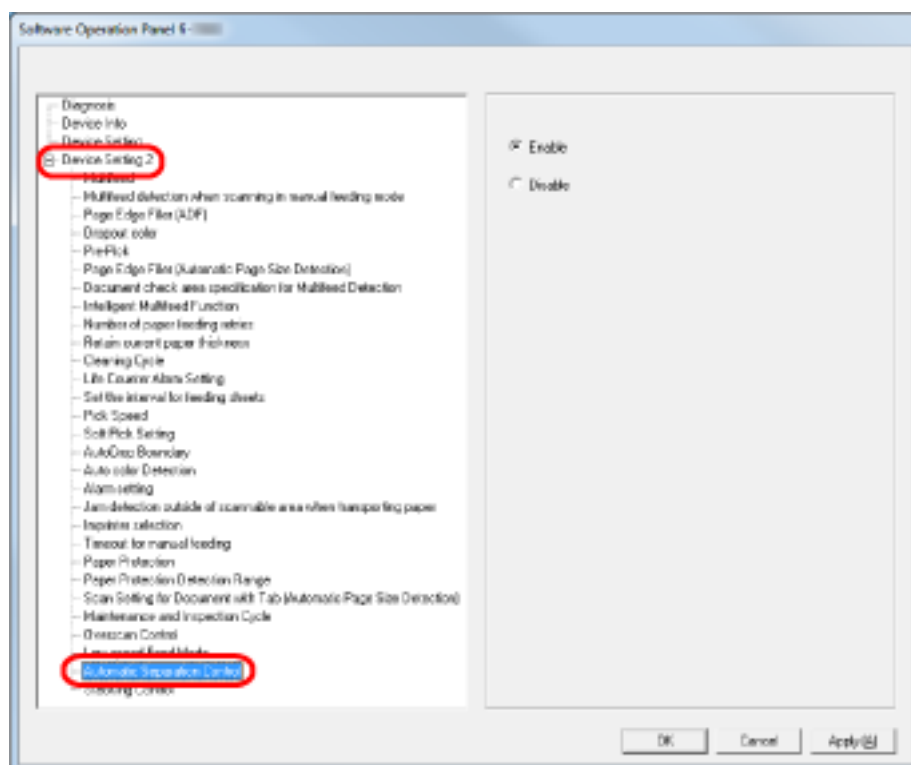 Software Operation Panel 6 -
Diagnosis
Device Info
Device Setting
Device Setting 2
Multifeed
Multifeed detection when scanning in manual feeding mode
Page Edge Filler (ADF)
Dropout color
Pre-Pick
Page Edge Filler (Automatic Page Size Detection)
Document check area specification for Multifeed Detection
Intelligent Multifeed Function
Number of paper feeding retries
Retain current paper thickness
Cleaning Cycle
Life Counter Alarm Setting
Set the interval for feeding sheets
Pick Speed
Soft Pick Setting
AutoCrop Boundary
Auto color Detection
Alarm setting
Jam detection outside of scannable area when transporting paper
Imprinter selection
Timeout for manual feeding
Paper Protection
Paper Protection Detection Range
Scan Setting for Document with Tab (Automatic Page Size Detection)
Maintenance and Inspection Cycle
Overscan Control
Low-speed Feed Mode
Automatic Separation Control
Stacking Control
Enable
Disable
OK
Cancel
Apply(A)